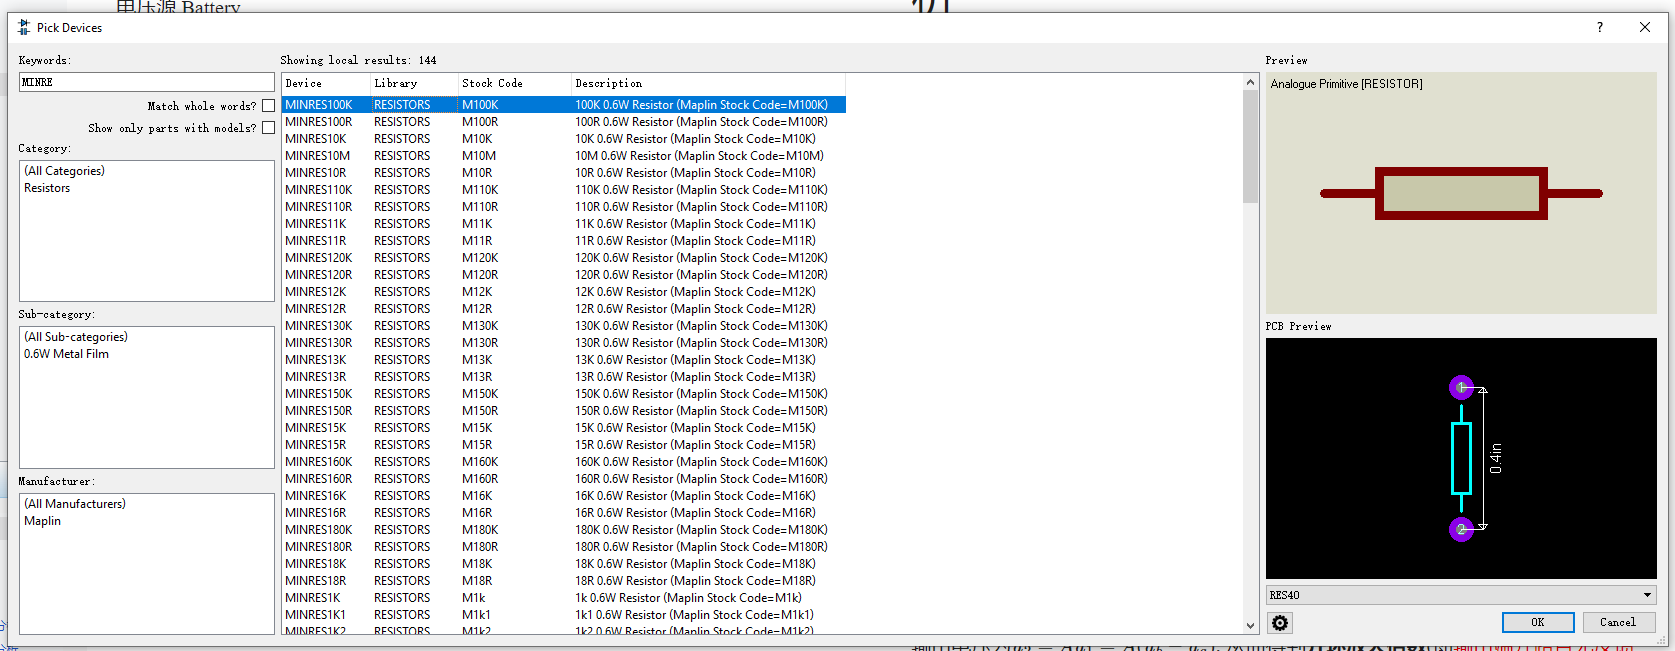 电压源 Battery
Pick Devices
?
Keywords:
MINRE
Match whole words?
Show only parts with models?
Category:
(All Categories)
Resistors
Sub-category:
(All Sub-categories)
0.6W Metal Film
Manufacturer:
(All Manufacturers)
Maplin
Showing local results: 144
Device Library Stock Code Description
MINRES100K RESISTORS M100K 100K 0.6W Resistor (Maplin Stock Code=M100K)
MINRES100R RESISTORS M100R 100R 0.6W Resistor (Maplin Stock Code=M100R)
MINRES10K RESISTORS M10K 10K 0.6W Resistor (Maplin Stock Code=M10K)
MINRES10M RESISTORS M10M 10M 0.6W Resistor (Maplin Stock Code=M10M)
MINRES10R RESISTORS M10R 10R 0.6W Resistor (Maplin Stock Code=M10R)
MINRES110K RESISTORS M110K 110K 0.6W Resistor (Maplin Stock Code=M110K)
MINRES110R RESISTORS M110R 110R 0.6W Resistor (Maplin Stock Code=M110R)
MINRES11K RESISTORS M11K 11K 0.6W Resistor (Maplin Stock Code=M11K)
MINRES11R RESISTORS M11R 11R 0.6W Resistor (Maplin Stock Code=M11R)
MINRES120K RESISTORS M120K 120K 0.6W Resistor (Maplin Stock Code=M120K)
MINRES120R RESISTORS M120R 120R 0.6W Resistor (Maplin Stock Code=M120R)
MINRES12K RESISTORS M12K 12K 0.6W Resistor (Maplin Stock Code=M12K)
MINRES12R RESISTORS M12R 12R 0.6W Resistor (Maplin Stock Code=M12R)
MINRES130K RESISTORS M130K 130K 0.6W Resistor (Maplin Stock Code=M130K)
MINRES130R RESISTORS M130R 130R 0.6W Resistor (Maplin Stock Code=M130R)
MINRES13K RESISTORS M13K 13K 0.6W Resistor (Maplin Stock Code=M13K)
MINRES13R RESISTORS M13R 13R 0.6W Resistor (Maplin Stock Code=M13R)
MINRES150K RESISTORS M150K 150K 0.6W Resistor (Maplin Stock Code=M150K)
MINRES150R RESISTORS M150R 150R 0.6W Resistor (Maplin Stock Code=M150R)
MINRES15K RESISTORS M15K 15K 0.6W Resistor (Maplin Stock Code=M15K)
MINRES15R RESISTORS M15R 15R 0.6W Resistor (Maplin Stock Code=M15R)
MINRES160K RESISTORS M160K 160K 0.6W Resistor (Maplin Stock Code=M160K)
MINRES160R RESISTORS M160R 160R 0.6W Resistor (Maplin Stock Code=M160R)
MINRES16K RESISTORS M16K 16K 0.6W Resistor (Maplin Stock Code=M16K)
MINRES16R RESISTORS M16R 16R 0.6W Resistor (Maplin Stock Code=M16R)
MINRES180K RESISTORS M180K 180K 0.6W Resistor (Maplin Stock Code=M180K)
MINRES180R RESISTORS M180R 180R 0.6W Resistor (Maplin Stock Code=M180R)
MINRES18K RESISTORS M18K 18K 0.6W Resistor (Maplin Stock Code=M18K)
MINRES18R RESISTORS M18R 18R 0.6W Resistor (Maplin Stock Code=M18R)
MINRES1K RESISTORS M1k 1k 0.6W Resistor (Maplin Stock Code=M1k)
MINRES1K1 RESISTORS M1k1 1k1 0.6W Resistor (Maplin Stock Code=M1k1)
MINRES1K2 RESISTORS M1k2 1k2 0.6W Resistor (Maplin Stock Code=M1k2)
Preview
Analogue Primitive [RESISTOR]
PCB Preview
1
0.4in
2
RES40
OK Cancel